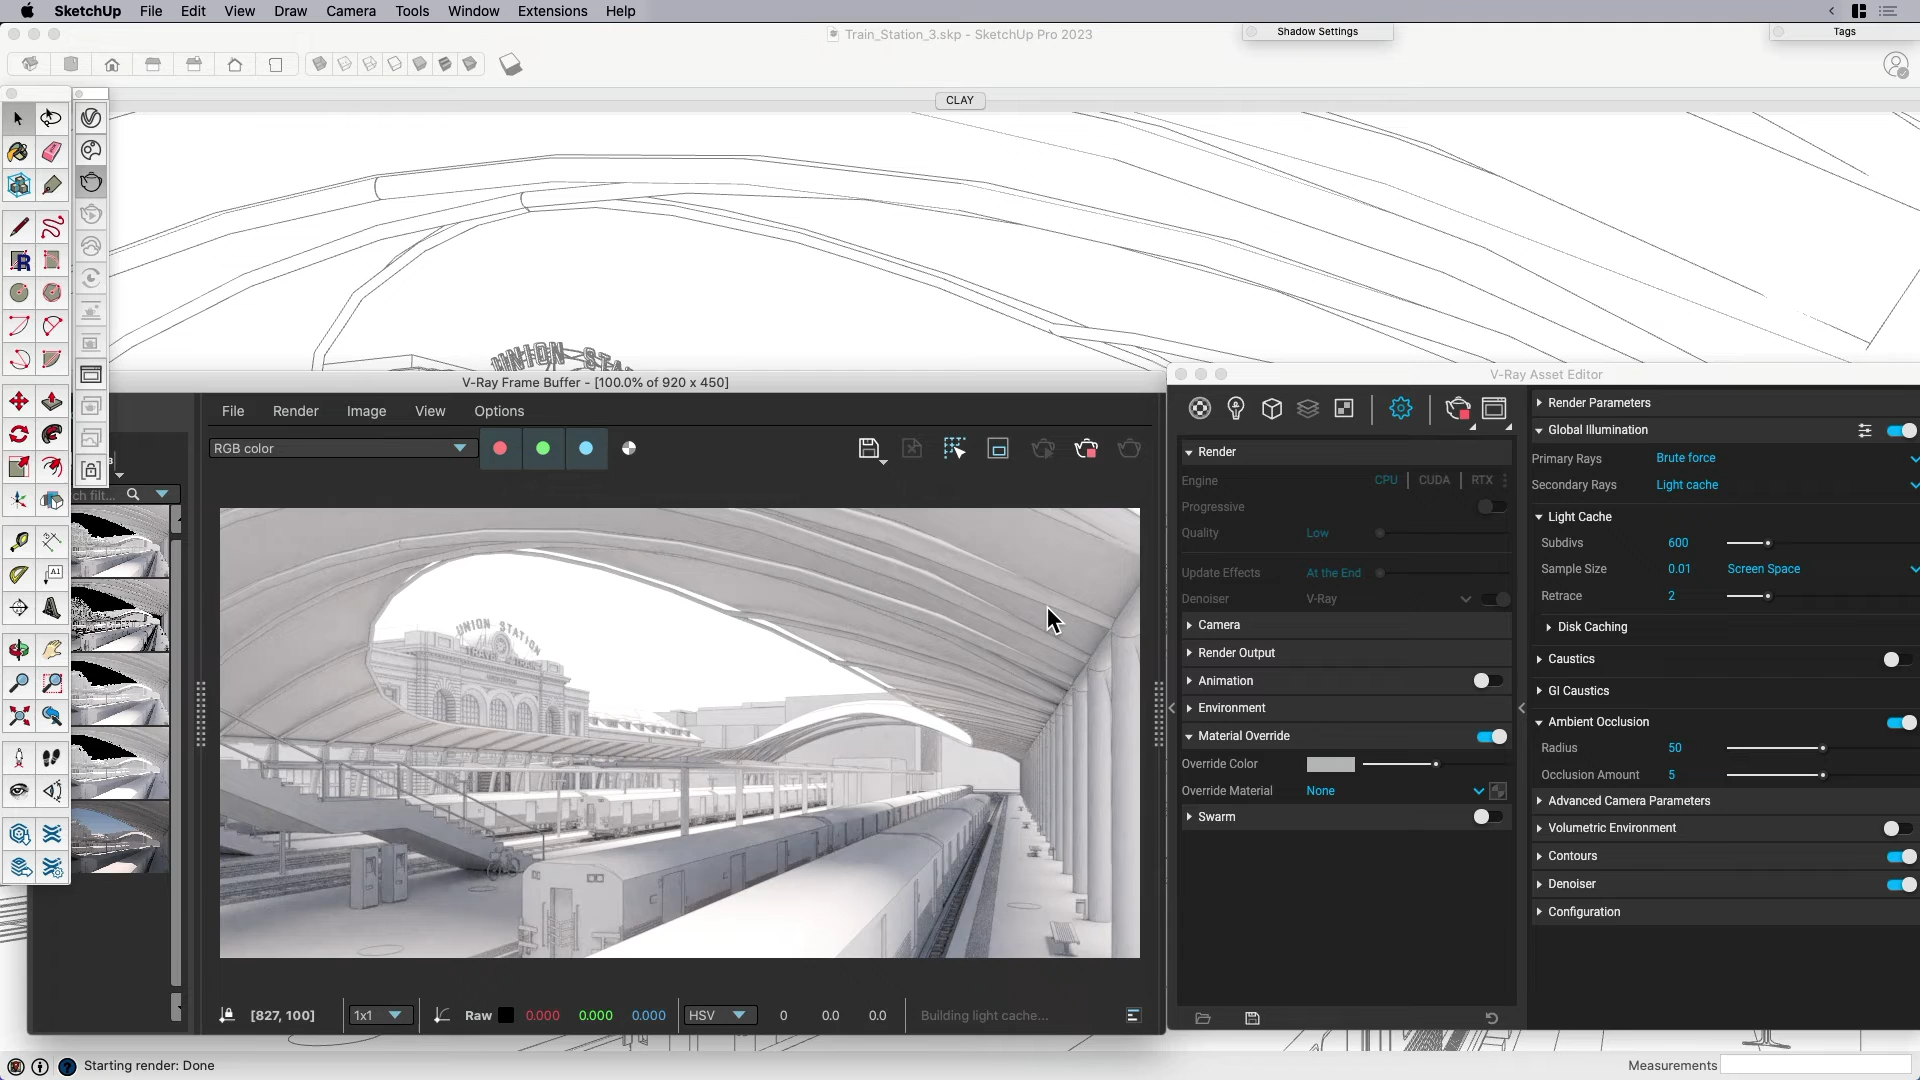 SketchUp File Edit View Draw Camera Tools Window Extensions Help
Train_Station_3.skp - SketchUp Pro 2023
Shadow Settings
Tags
CLAY
UNION STA
V-Ray Frame Buffer - [100.0% of 920 x 450]
File Render Image View Options
RGB color
ch filt...
UNION STATION
TRAVEL by TRAIN
[827, 100]
1x1
Raw 0.000 0.000 0.000
HSV 0 0.0 0.0
Building light cache...
V-Ray Asset Editor
Render
Engine CPU CUDA RTX
Progressive
Quality Low
Update Effects At the End
Denoiser V-Ray
Camera
Render Output
Animation
Environment
Material Override
Override Color
Override Material None
Swarm
Render Parameters
Global Illumination
Primary Rays Brute force
Secondary Rays Light cache
Light Cache
Subdivs 600
Sample Size 0.01 Screen Space
Retrace 2
Disk Caching
Caustics
GI Caustics
Ambient Occlusion
Radius 50
Occlusion Amount 5
Advanced Camera Parameters
Volumetric Environment
Contours
Denoiser
Configuration
Starting render: Done
Measurements